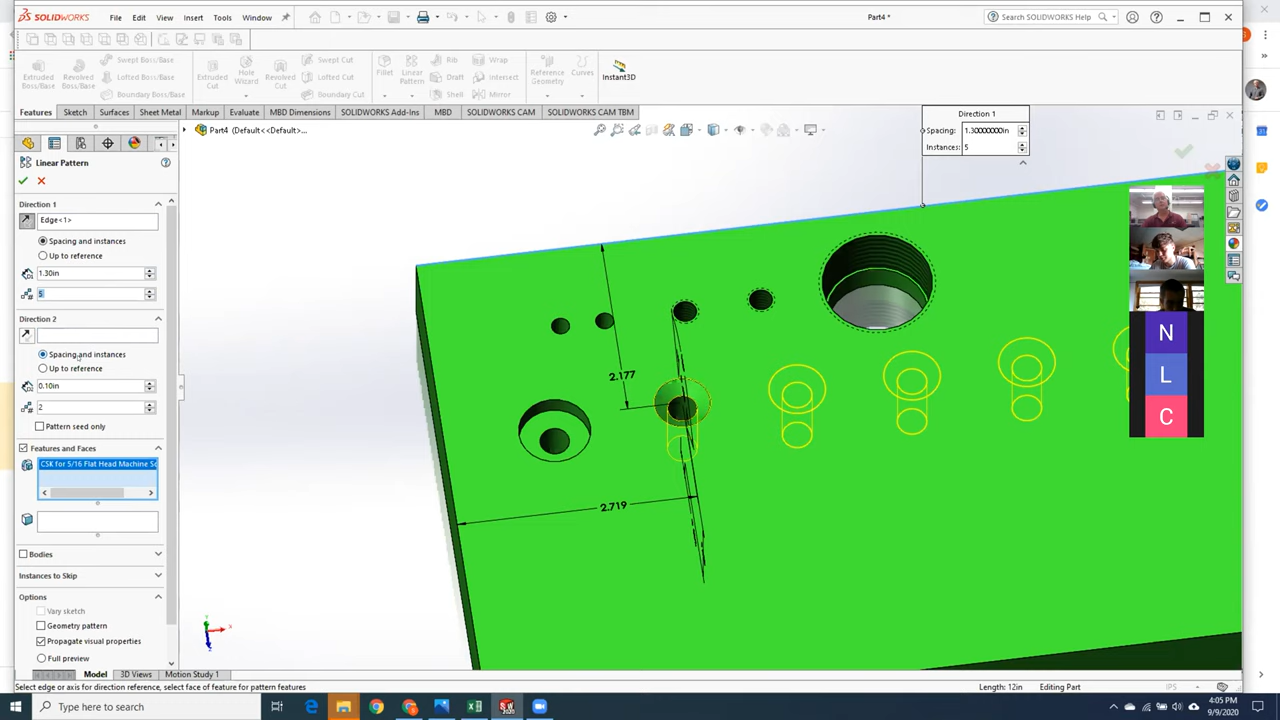 SOLIDWORKS File Edit View Insert Tools Window Part4 * Search SOLIDWORKS Help
Extruded Boss/Base Revolved Boss/Base Swept Boss/Base Lofted Boss/Base Boundary Boss/Base Extruded Cut Hole Wizard Revolved Cut Swept Cut Lofted Cut Boundary Cut Fillet Linear Pattern Rib Draft Shell Wrap Intersect Mirror Reference Geometry Curves Instant3D
Features Sketch Surfaces Sheet Metal Markup Evaluate MBD Dimensions SOLIDWORKS Add-Ins MBD SOLIDWORKS CAM SOLIDWORKS CAM TBM
Part4 (Default<<Default>...
Direction 1
Spacing: 1.30000000in
Instances: 5
Linear Pattern
Direction 1
Edge<1>
Spacing and instances
Up to reference
1.30in
5
Direction 2
Spacing and instances
Up to reference
0.10in
2
Pattern seed only
Features and Faces
CSK for 5/16 Flat Head Machine Sc
Bodies
Instances to Skip
Options
Vary sketch
Geometry pattern
Propagate visual properties
Full preview
2.177
2.719
N
L
C
Model 3D Views Motion Study 1
Select edge or axis for direction reference, select face of feature for pattern features Length: 12in Editing Part IPS
Type here to search
4:05 PM
9/9/2020